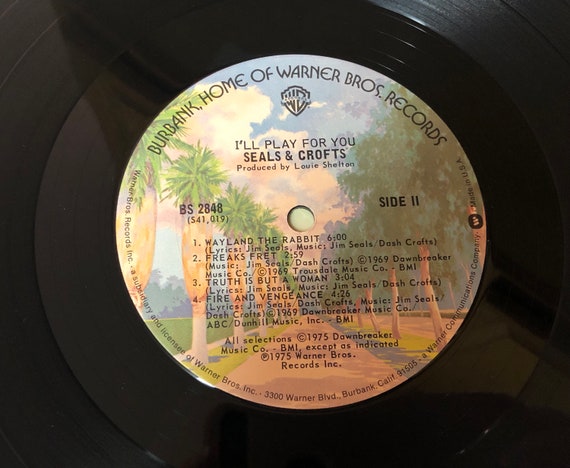 BURBANK, HOME OF WARNER BROS. RECORDS
I'LL PLAY FOR YOU
SEALS & CROFTS
Produced by Louie Shelton
BS 2848
(S41,019)
SIDE II
1. WAYLAND THE RABBIT 6:00
(Lyrics: Jim Seals/Music: Jim Seals/Dash Crofts)
2. FREAKS FRET 2:59
(Music: Jim Seals/Dash Crofts) ©1969 Dawnbreaker
Music Co. ©1969 Trousdale Music Co. - BMI
3. TRUTH IS BUT A WOMAN 3:04
(Lyrics: Jim Seals/Music: Jim Seals/Dash Crofts)
4. FIRE AND VENGEANCE 4:26
(Lyrics: Jim Seals/Dash Crofts/Music: Jim Seals/
Dash Crofts) ©1969 Dawnbreaker Music Co./
ABC/Dunhill Music, Inc. - BMI
All selections ©1975 Dawnbreaker
Music Co. - BMI, except as indicated
℗1975 Warner Bros.
Records Inc.
Warner Bros. Records Inc., a subsidiary and licensee of Warner Bros. Inc. · 3300 Warner Blvd., Burbank, Calif. 91505 · a Warner Communications Company
Made in U.S.A.